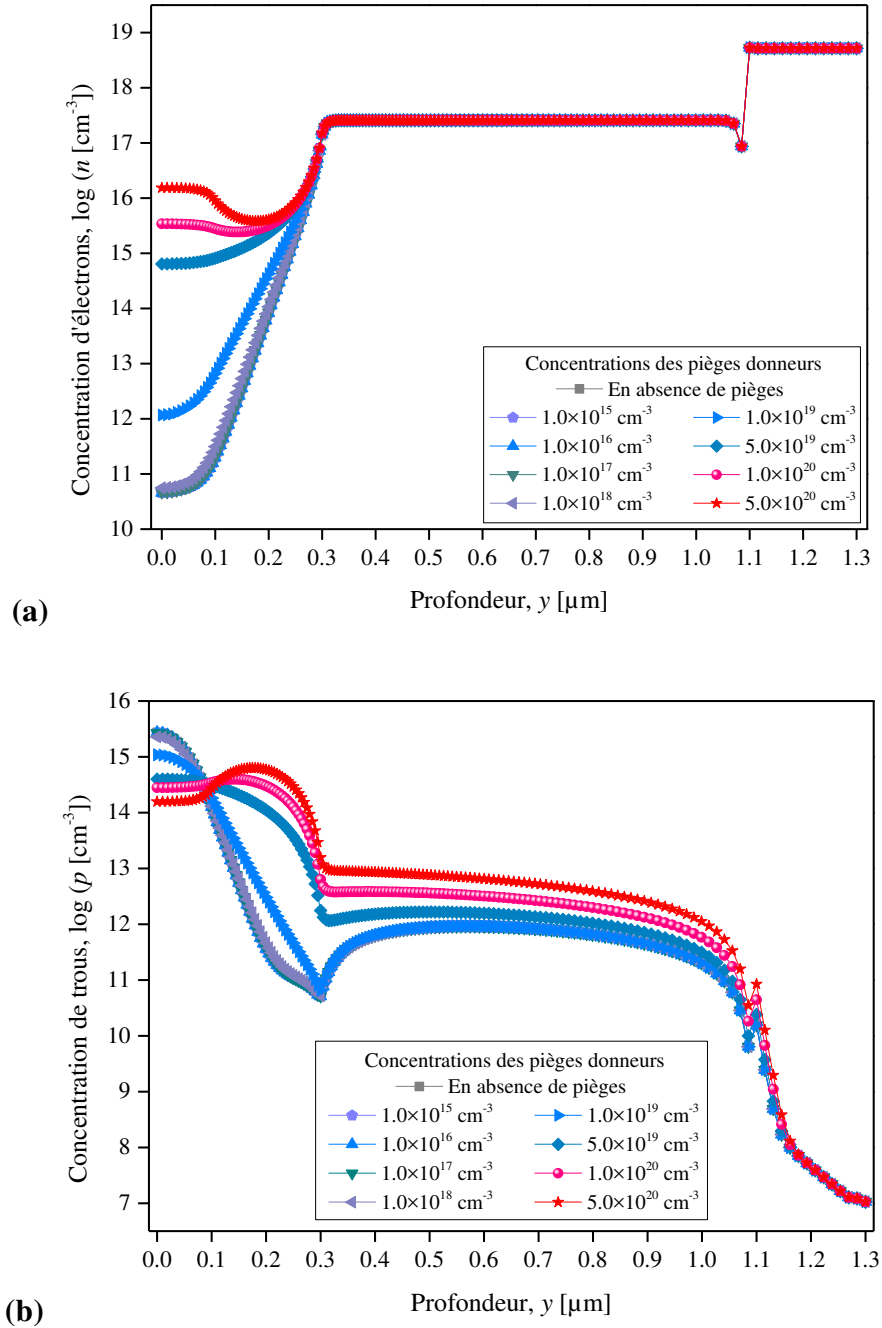 19
18
17
16
15
14
13
12
11
10
Concentration d'électrons, log (n [cm-3])
Concentrations des pièges donneurs
En absence de pièges
1.0×10^15 cm^-3 1.0×10^19 cm^-3
1.0×10^16 cm^-3 5.0×10^19 cm^-3
1.0×10^17 cm^-3 1.0×10^20 cm^-3
1.0×10^18 cm^-3 5.0×10^20 cm^-3
0.0 0.1 0.2 0.3 0.4 0.5 0.6 0.7 0.8 0.9 1.0 1.1 1.2 1.3
Profondeur, y [µm]
(a)
16
15
14
13
12
11
10
9
8
7
Concentration de trous, log (p [cm-3])
Concentrations des pièges donneurs
En absence de pièges
1.0×10^15 cm^-3 1.0×10^19 cm^-3
1.0×10^16 cm^-3 5.0×10^19 cm^-3
1.0×10^17 cm^-3 1.0×10^20 cm^-3
1.0×10^18 cm^-3 5.0×10^20 cm^-3
0.0 0.1 0.2 0.3 0.4 0.5 0.6 0.7 0.8 0.9 1.0 1.1 1.2 1.3
Profondeur, y [µm]
(b)